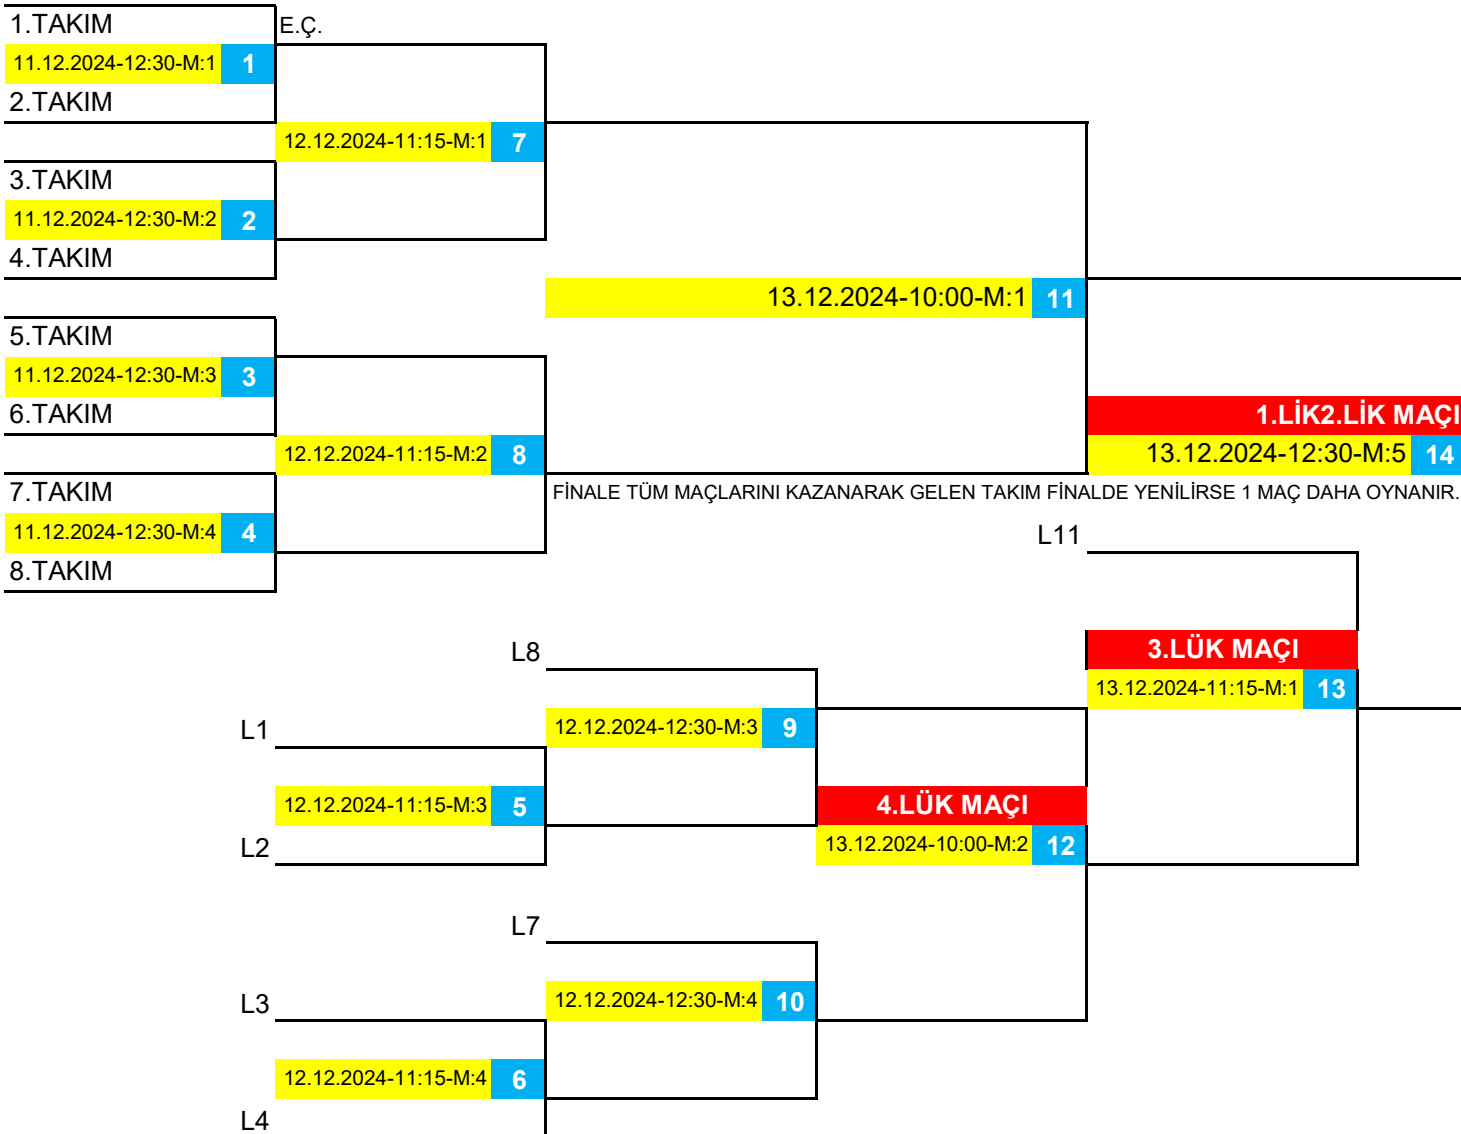 1.TAKIM
E.Ç.
11.12.2024-12:30-M:1 1
2.TAKIM
12.12.2024-11:15-M:1 7
3.TAKIM
11.12.2024-12:30-M:2 2
4.TAKIM
13.12.2024-10:00-M:1 11
5.TAKIM
11.12.2024-12:30-M:3 3
6.TAKIM
1.LİK2.LİK MAÇI
12.12.2024-11:15-M:2 8
13.12.2024-12:30-M:5 14
7.TAKIM
FİNALE TÜM MAÇLARINI KAZANARAK GELEN TAKIM FİNALDE YENİLİRSE 1 MAÇ DAHA OYNANIR.
11.12.2024-12:30-M:4 4
L11
8.TAKIM
L8
3.LÜK MAÇI
13.12.2024-11:15-M:1 13
L1
12.12.2024-12:30-M:3 9
12.12.2024-11:15-M:3 5
4.LÜK MAÇI
L2
13.12.2024-10:00-M:2 12
L7
L3
12.12.2024-12:30-M:4 10
12.12.2024-11:15-M:4 6
L4